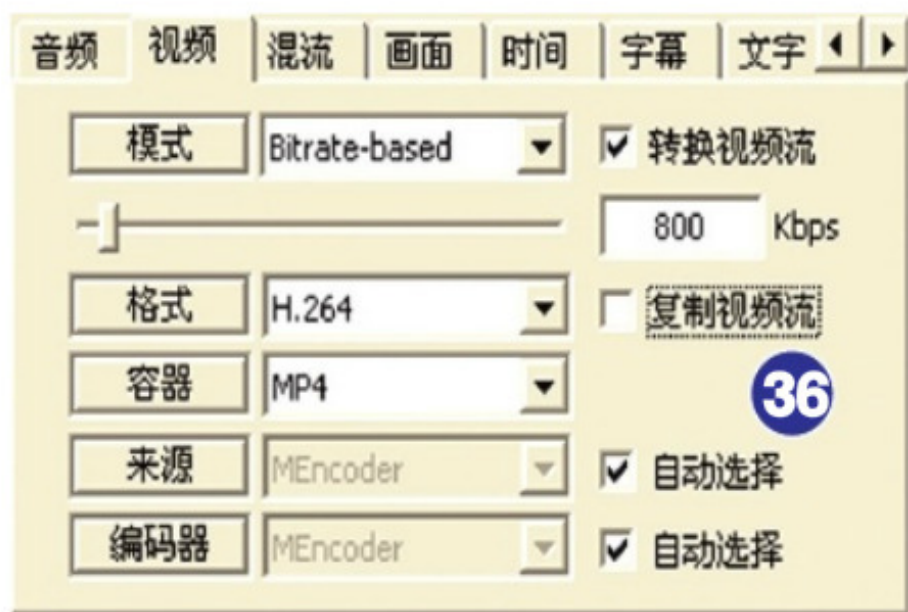 音频 视频 混流 画面 时间 字幕 文字
模式 Bitrate-based 转换视频流
800 Kbps
格式 H.264 复制视频流
容器 MP4
36
来源 MEncoder 自动选择
编码器 MEncoder 自动选择